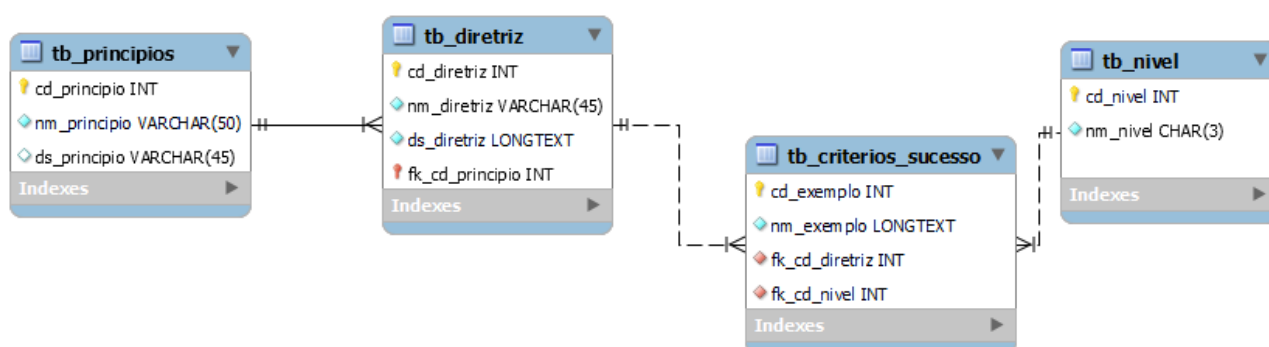 tb_principios
cd_principio INT
nm_principio VARCHAR(50)
ds_principio VARCHAR(45)
Indexes
tb_diretriz
cd_diretriz INT
nm_diretriz VARCHAR(45)
ds_diretriz LONGTEXT
fk_cd_principio INT
Indexes
tb_criterios_sucesso
cd_exemplo INT
nm_exemplo LONGTEXT
fk_cd_diretriz INT
fk_cd_nivel INT
Indexes
tb_nivel
cd_nivel INT
nm_nivel CHAR(3)
Indexes